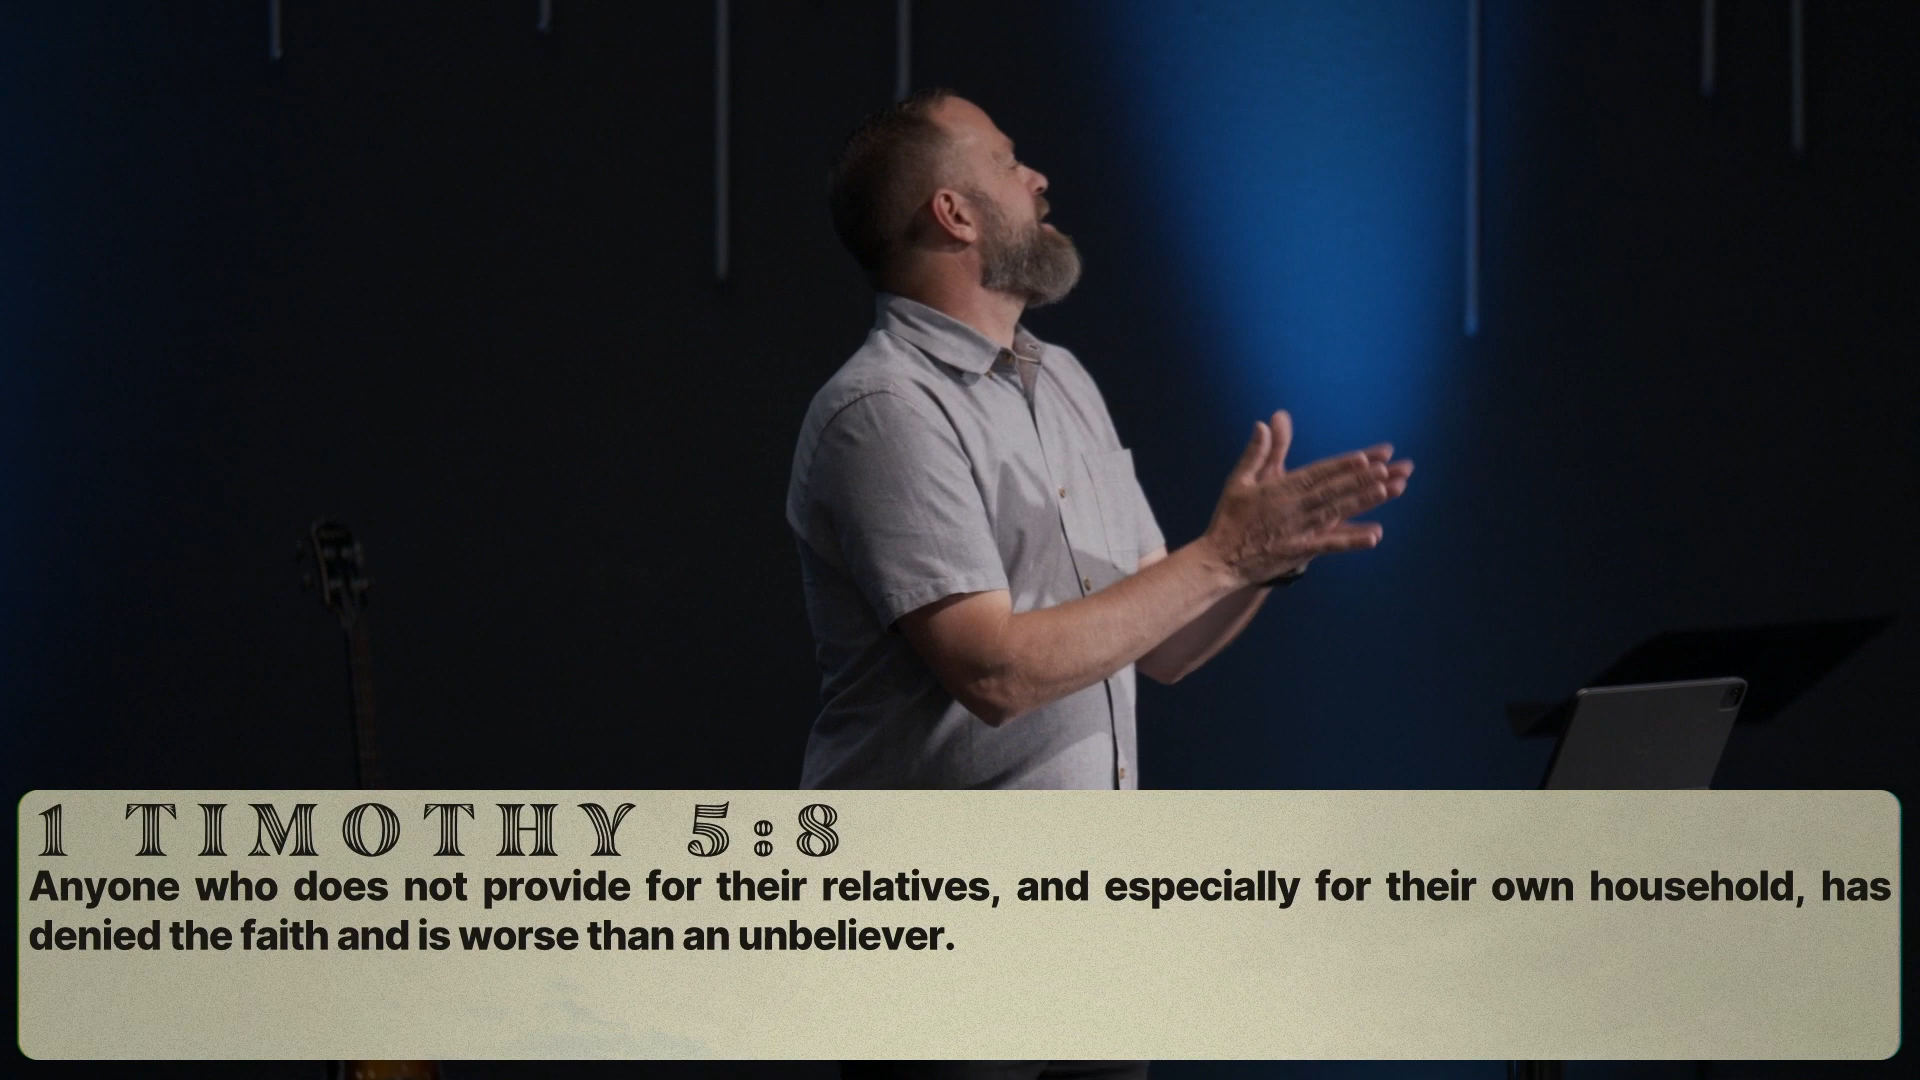 1 TIMOTHY 5:8
Anyone who does not provide for their relatives, and especially for their own household, has
denied the faith and is worse than an unbeliever.